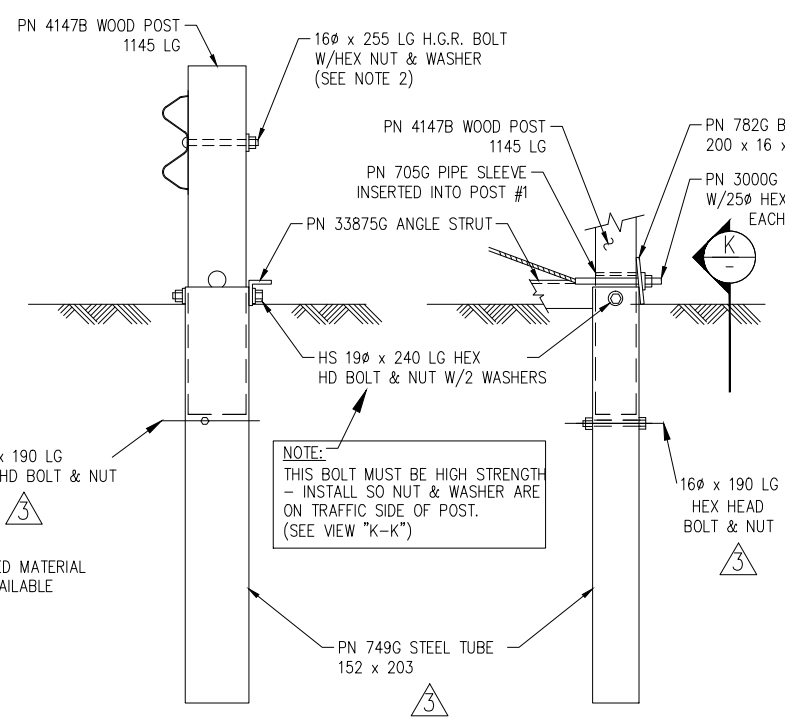 PN 4147B WOOD POST
1145 LG
16ø x 255 LG H.G.R. BOLT
W/HEX NUT & WASHER
(SEE NOTE 2)
PN 4147B WOOD POST
1145 LG
PN 705G PIPE SLEEVE
INSERTED INTO POST #1
PN 33875G ANGLE STRUT
PN 782G B
200 x 16 x
PN 3000G
W/25ø HEX
EACH
K
-
HS 19ø x 240 LG HEX
HD BOLT & NUT W/2 WASHERS
x 190 LG
HD BOLT & NUT
3
NOTE:
THIS BOLT MUST BE HIGH STRENGTH
- INSTALL SO NUT & WASHER ARE
ON TRAFFIC SIDE OF POST.
(SEE VIEW "K-K")
16ø x 190 LG
HEX HEAD
BOLT & NUT
3
ED MATERIAL
AILABLE
PN 749G STEEL TUBE
152 x 203
3